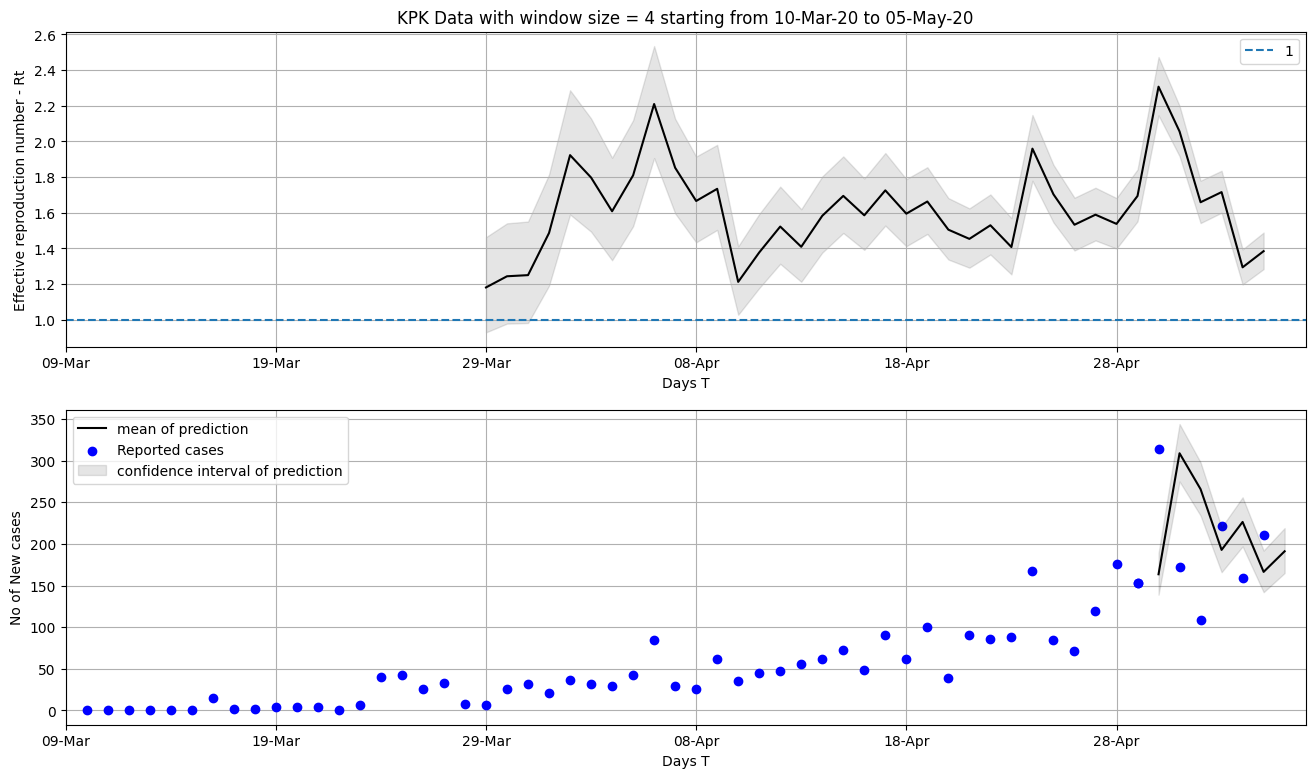 KPK Data with window size = 4 starting from 10-Mar-20 to 05-May-20
Effective reproduction number - Rt
2.6
2.4
2.2
2.0
1.8
1.6
1.4
1.2
1.0
1
09-Mar 19-Mar 29-Mar 08-Apr 18-Apr 28-Apr
Days T
No of New cases
350
300
250
200
150
100
50
0
mean of prediction
Reported cases
confidence interval of prediction
09-Mar 19-Mar 29-Mar 08-Apr 18-Apr 28-Apr
Days T